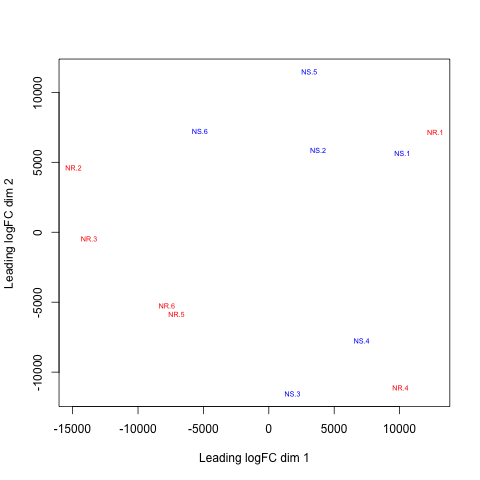 NS.5
10000
NR.1
NS.6
NS.2
NS.1
5000
NR.2
0
NR.3
Leading logFC dim 2
NR.6
-5000
NR.5
NS.4
-10000
NR.4
NS.3
-15000 -10000 -5000 0 5000 10000
Leading logFC dim 1